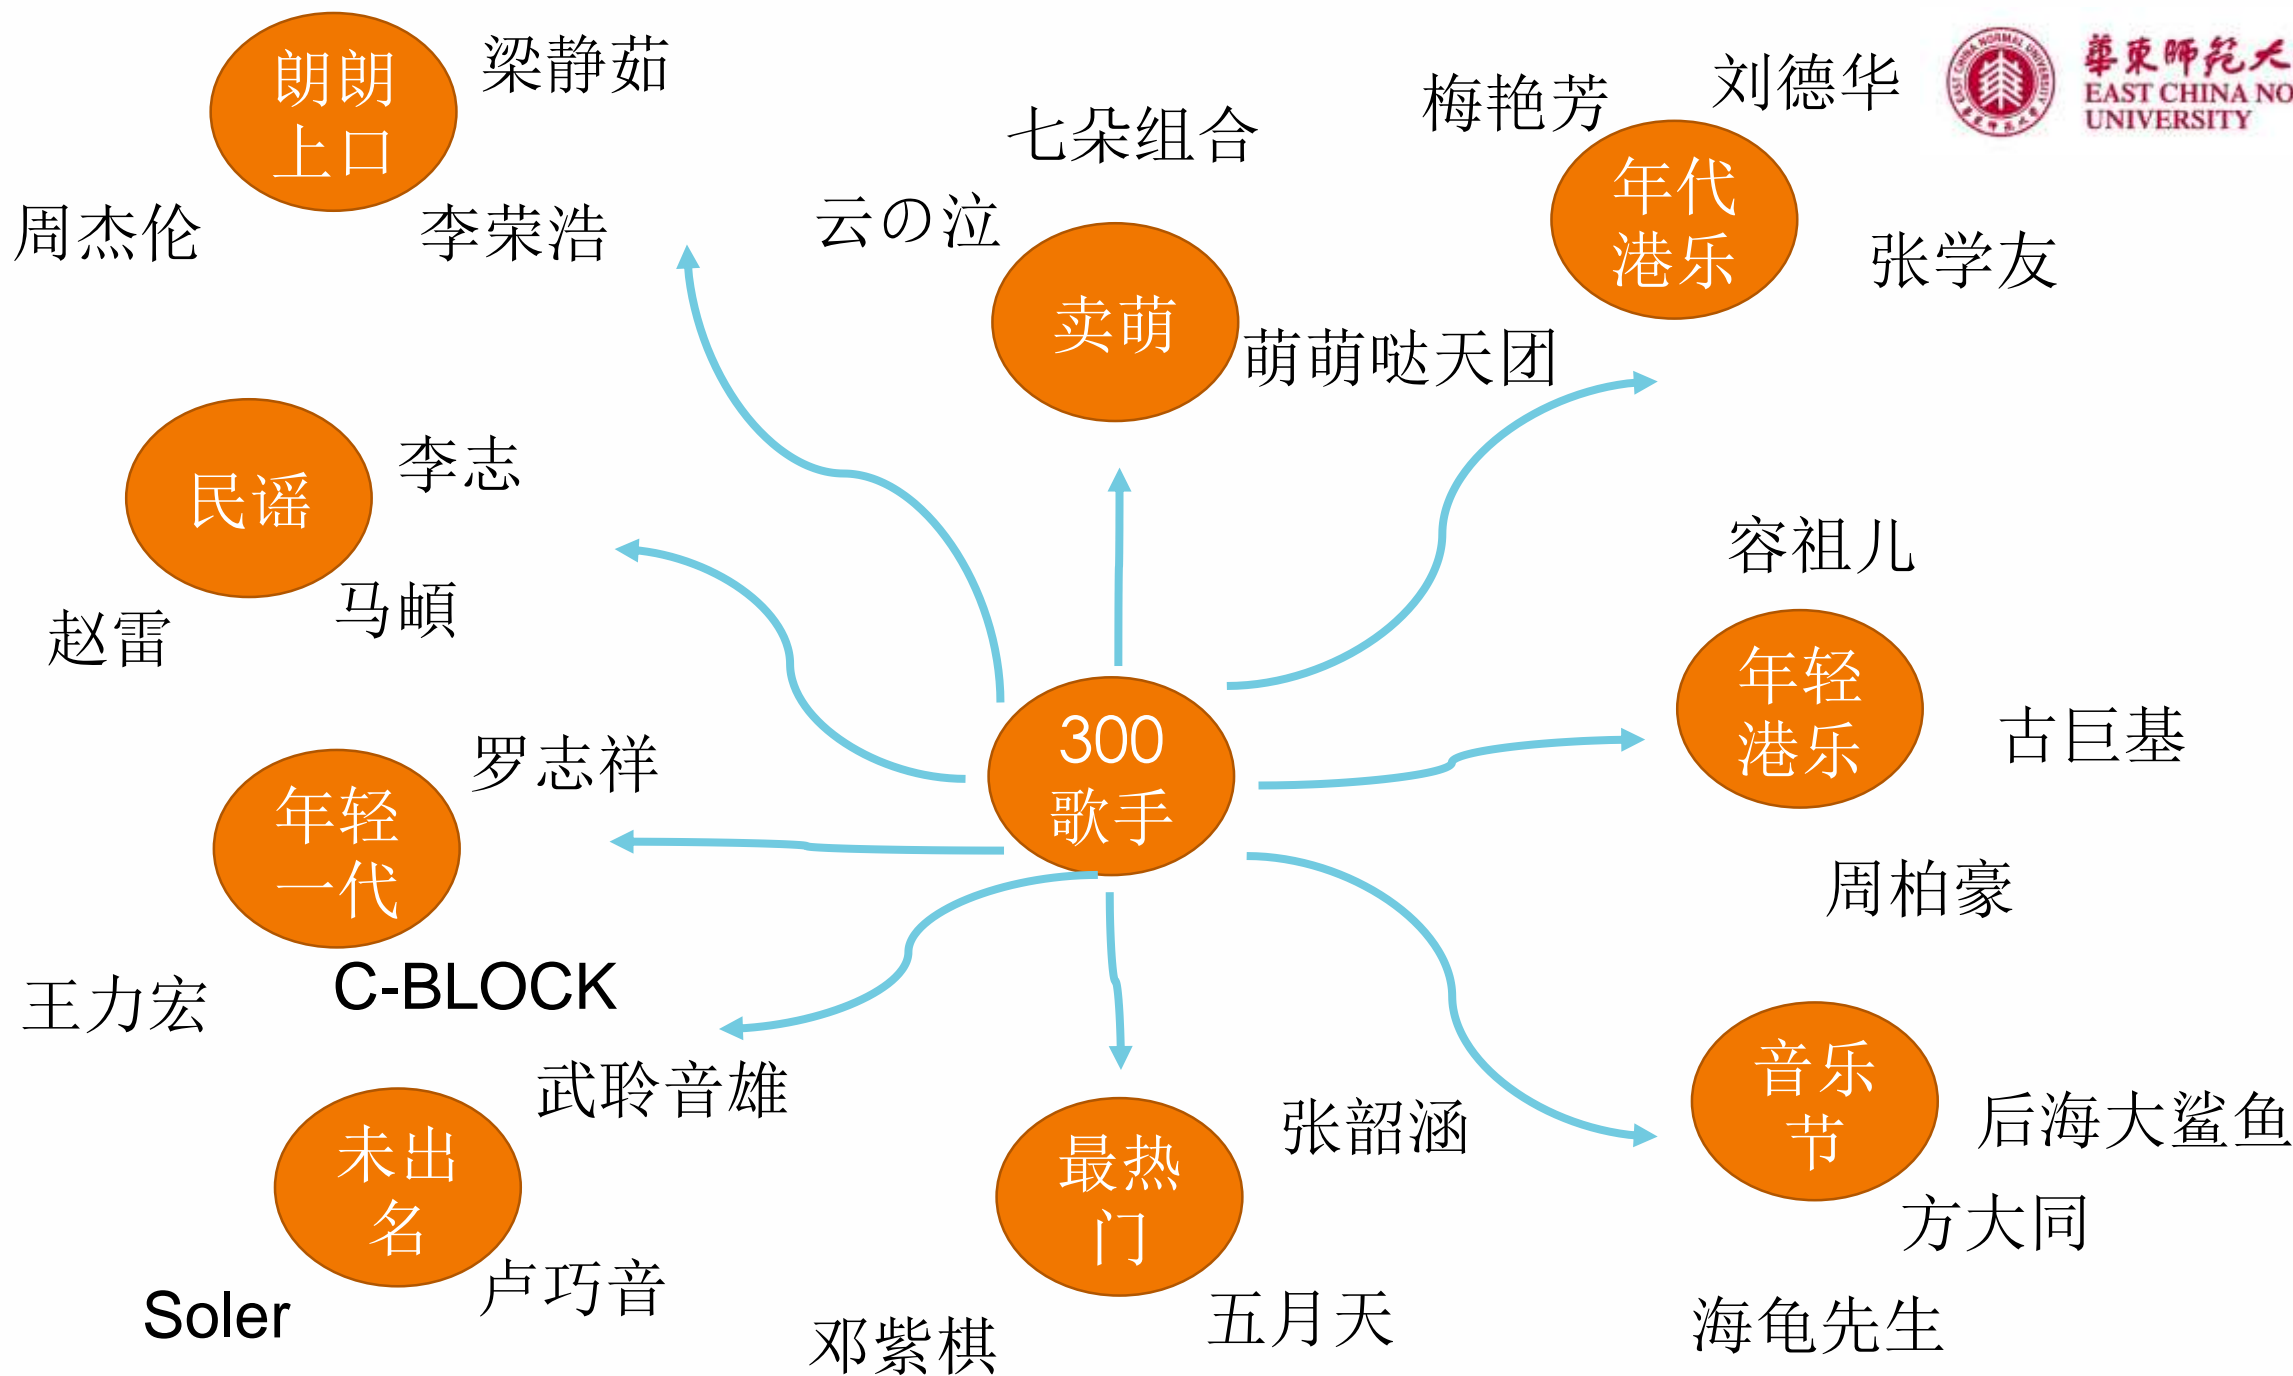 朗朗
上口
梁静茹
周杰伦
李荣浩
七朵组合
云の泣
卖萌
萌萌哒天团
梅艳芳
刘德华
年代
港乐
张学友
華東師範大
EAST CHINA NO
UNIVERSITY
民谣
李志
赵雷
马頔
容祖儿
年轻
港乐
古巨基
周柏豪
300
歌手
年轻
一代
罗志祥
王力宏
C-BLOCK
未出
名
武聆音雄
卢巧音
Soler
最热
门
张韶涵
邓紫棋
五月天
音乐
节
后海大鲨鱼
方大同
海龟先生